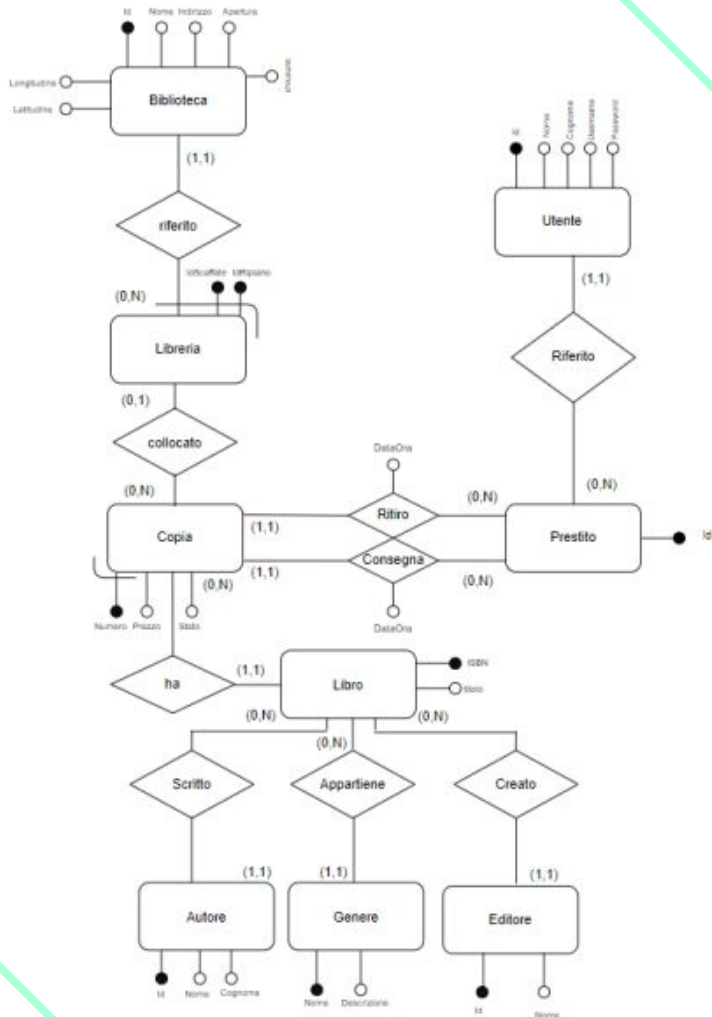 Id Nome Indirizzo Apertura
chiusura
Longitudine
Latitudine
Biblioteca
(1,1)
riferito
Id Nome Cognome Username Password
Utente
(1,1)
Riferito
(0,N)
IdScaffale IdRipiano
(0,N)
Libreria
(0,1)
collocato
(0,N)
Copia
(1,1)
(1,1)
(0,N)
DataOra
Ritiro
(0,N)
Consegna
(0,N)
DataOra
Prestito
Id
Numero Prezzo Stato
ha
(1,1)
Libro
ISBN
(0,N)
(0,N)
(0,N)
Scritto
Appartiene
Creato
(1,1)
(1,1)
(1,1)
Autore
Genere
Editore
Id Nome Cognome
Nome Descrizione
Id Nome